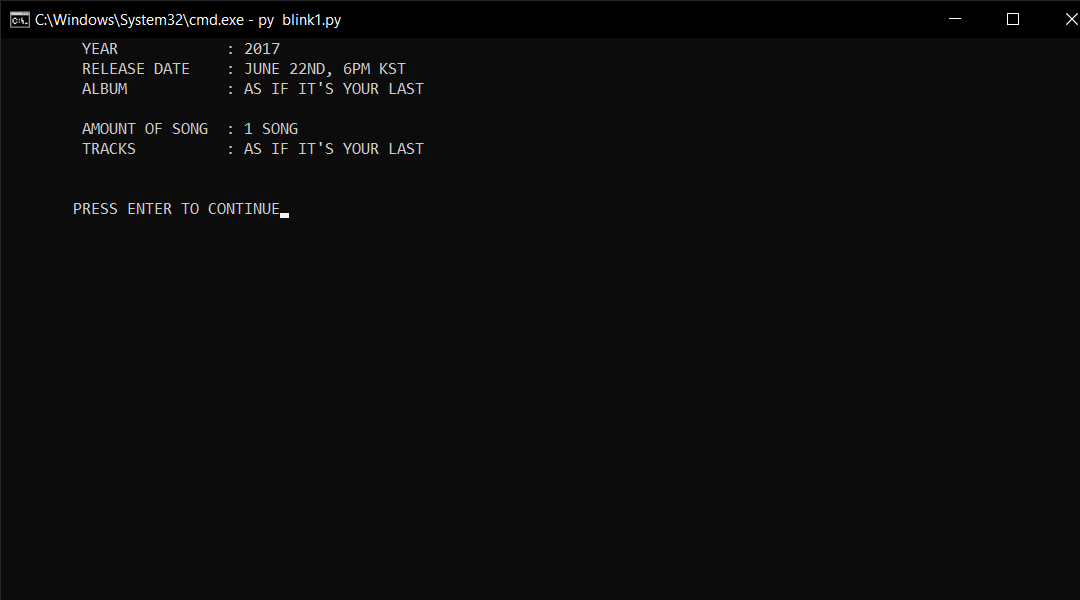 C:\Windows\System32\cmd.exe - py  blink1.py
YEAR            : 2017
RELEASE DATE    : JUNE 22ND, 6PM KST
ALBUM           : AS IF IT'S YOUR LAST
AMOUNT OF SONG  : 1 SONG
TRACKS          : AS IF IT'S YOUR LAST
PRESS ENTER TO CONTINUE